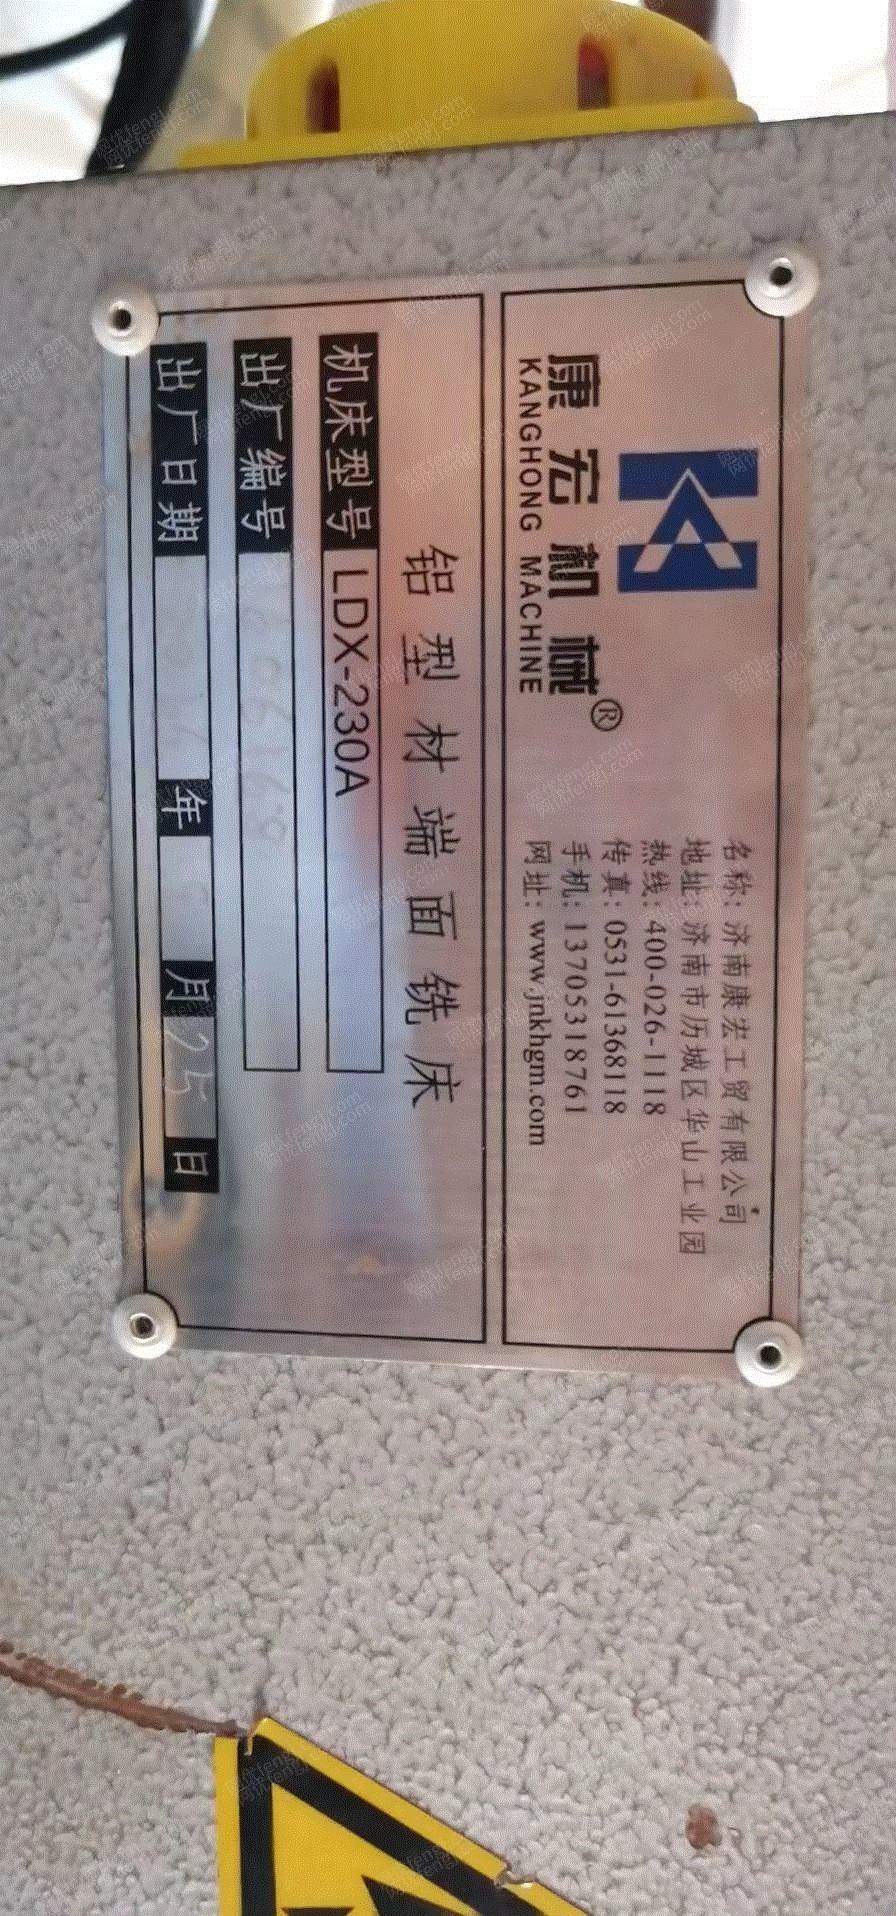 康宏机械®
KANGHONG MACHINE
名称：济南康宏工贸有限公司
地址：济南市历城区华山工业园
热线：400-026-1118
传真：0531-61368118
手机：13705318761
网址：www.jnkhgm.com
铝型材端面铣床
机床型号 LDX-230A
出厂编号
出厂日期 年 月 25 日